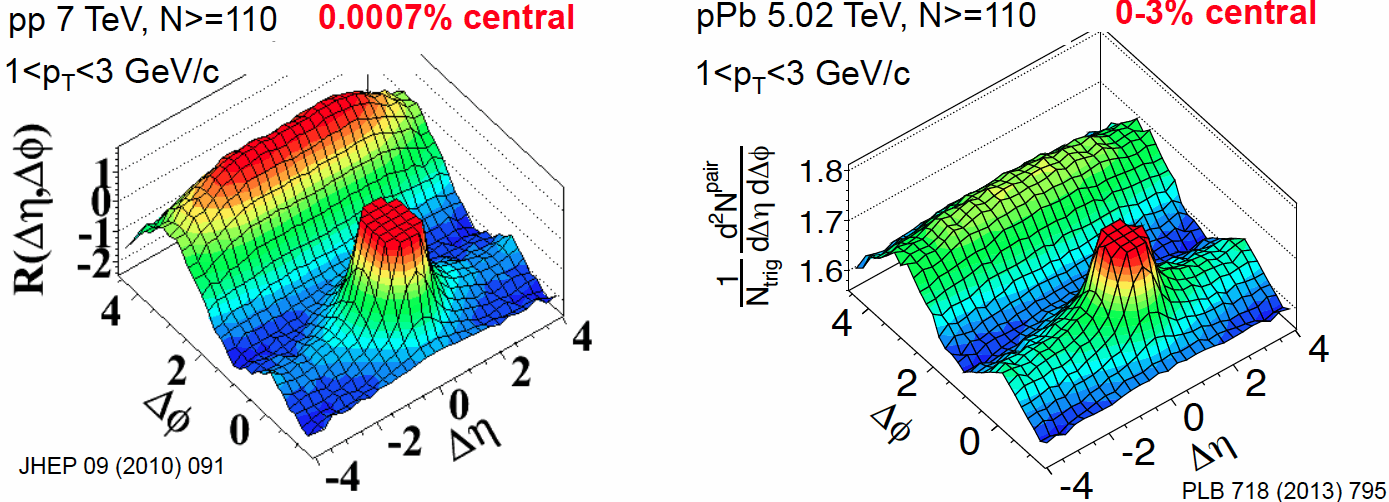 pp 7 TeV, N>=110 0.0007% central
1<pT<3 GeV/c
R(Δη,Δϕ)
1
0
-1
-2
4
2
0
Δϕ
-4
-2
0
2
4
Δη
JHEP 09 (2010) 091
pPb 5.02 TeV, N>=110 0-3% central
1<pT<3 GeV/c
1/Ntrig d²Npair/dΔη dΔϕ
1.8
1.7
1.6
4
2
0
Δϕ
-4
-2
0
2
4
Δη
PLB 718 (2013) 795